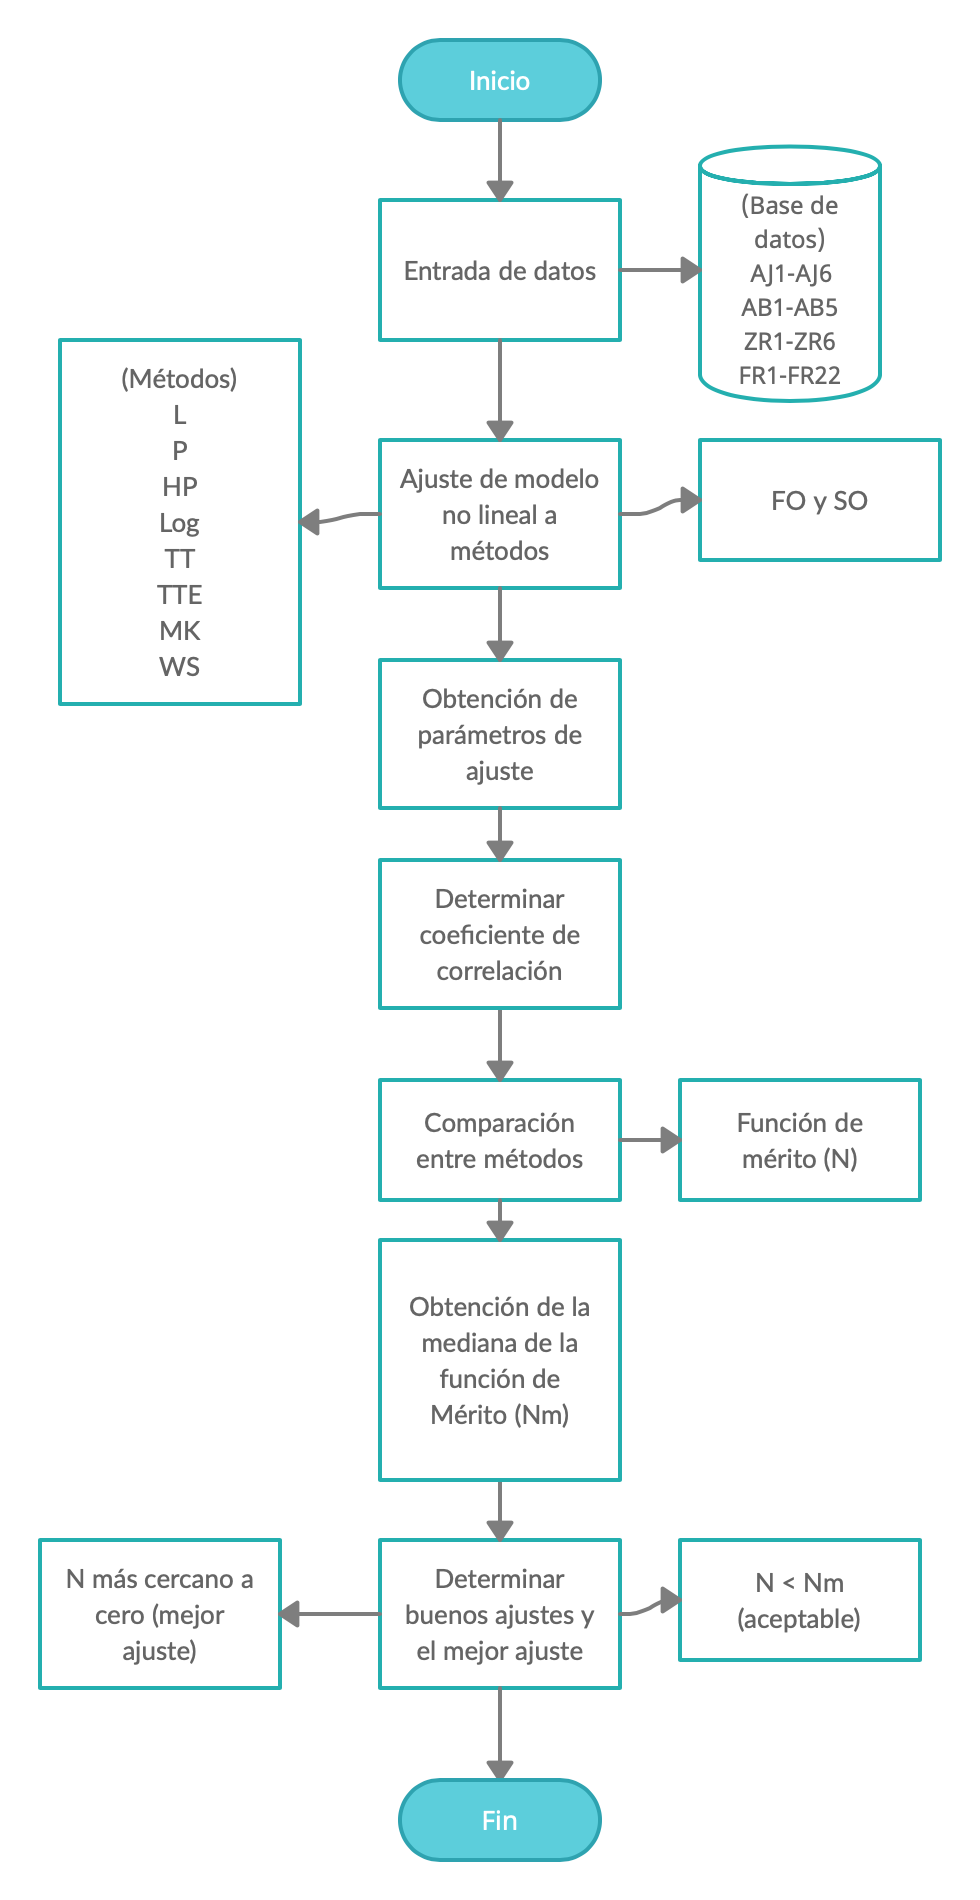 Inicio
Entrada de datos
(Base de
datos)
AJ1-AJ6
AB1-AB5
ZR1-ZR6
FR1-FR22
(Métodos)
L
P
HP
Log
TT
TTE
MK
WS
Ajuste de modelo
no lineal a
métodos
FO y SO
Obtención de
parámetros de
ajuste
Determinar
coeficiente de
correlación
Comparación
entre métodos
Función de
mérito (N)
Obtención de la
mediana de la
función de
Mérito (Nm)
N más cercano a
cero (mejor
ajuste)
Determinar
buenos ajustes y
el mejor ajuste
N < Nm
(aceptable)
Fin